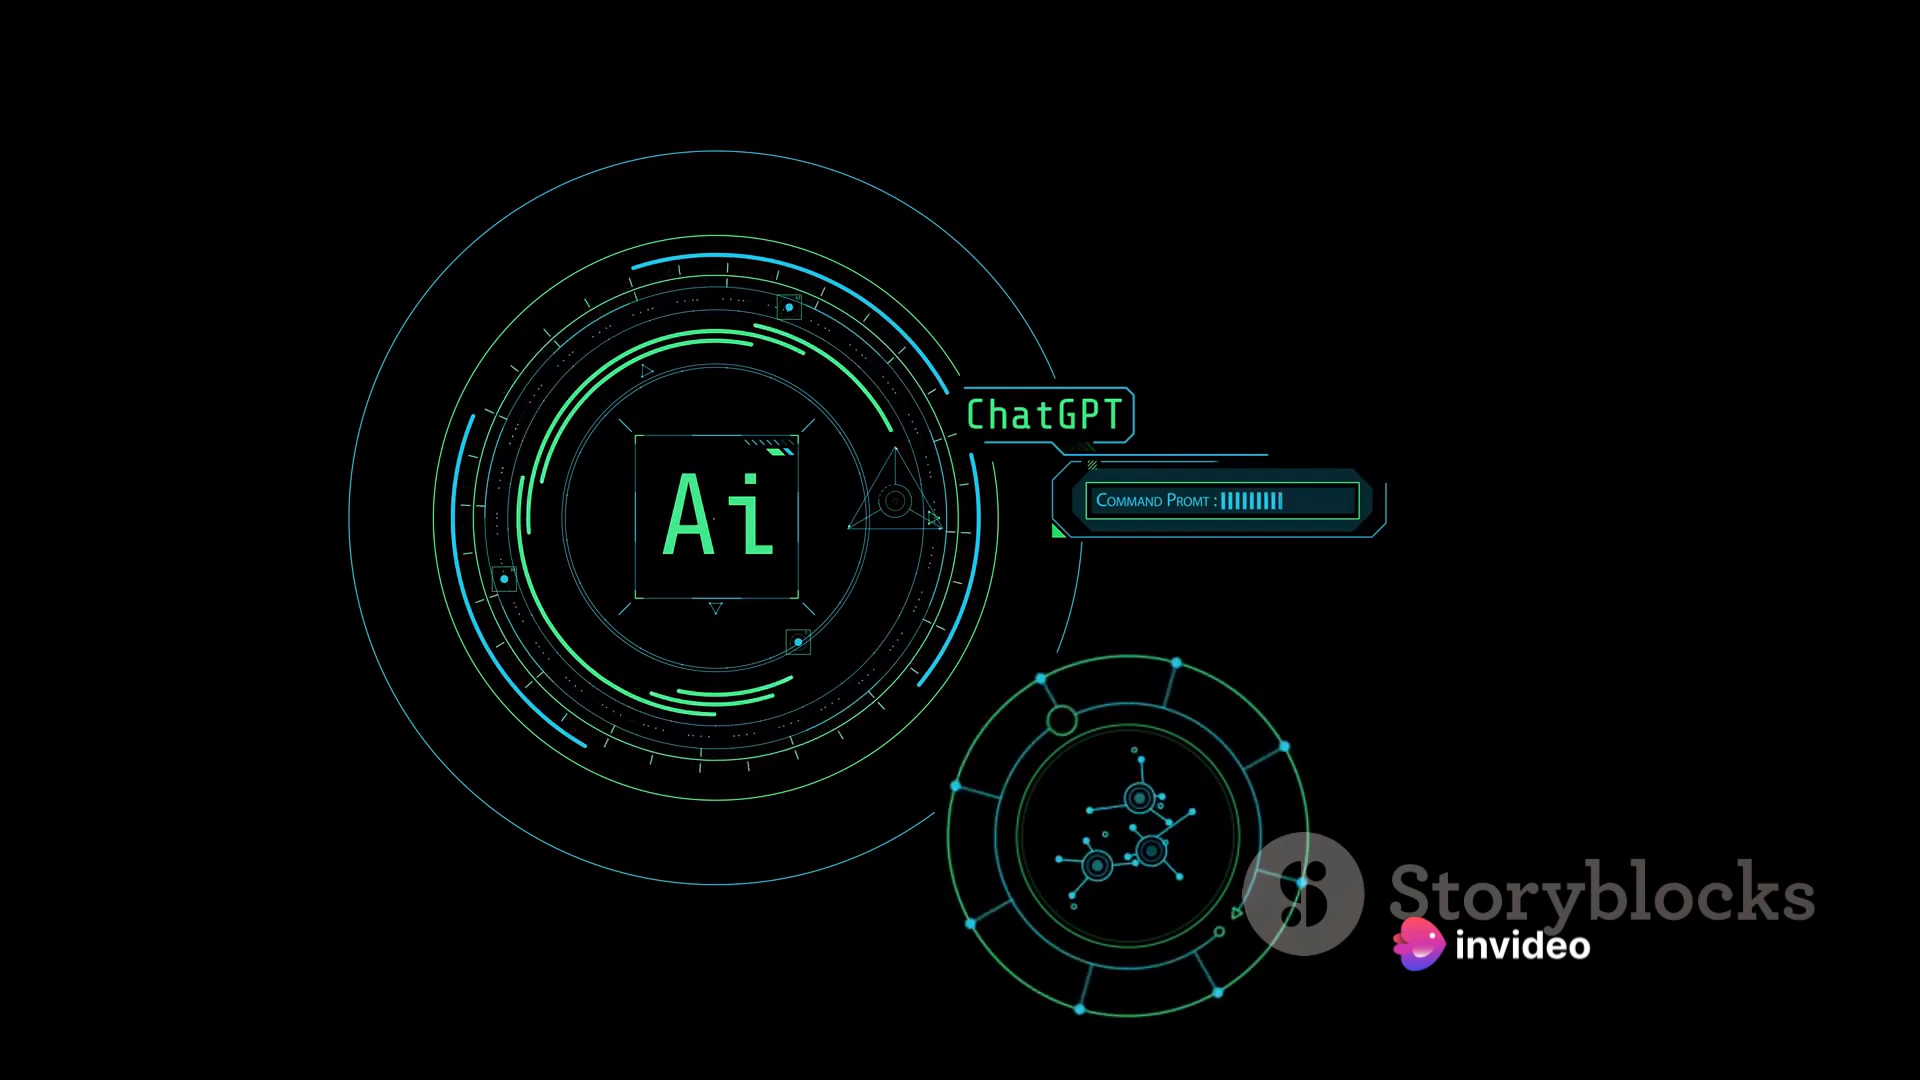 ChatGPT
Ai
Command Promt :
Storyblocks
invideo